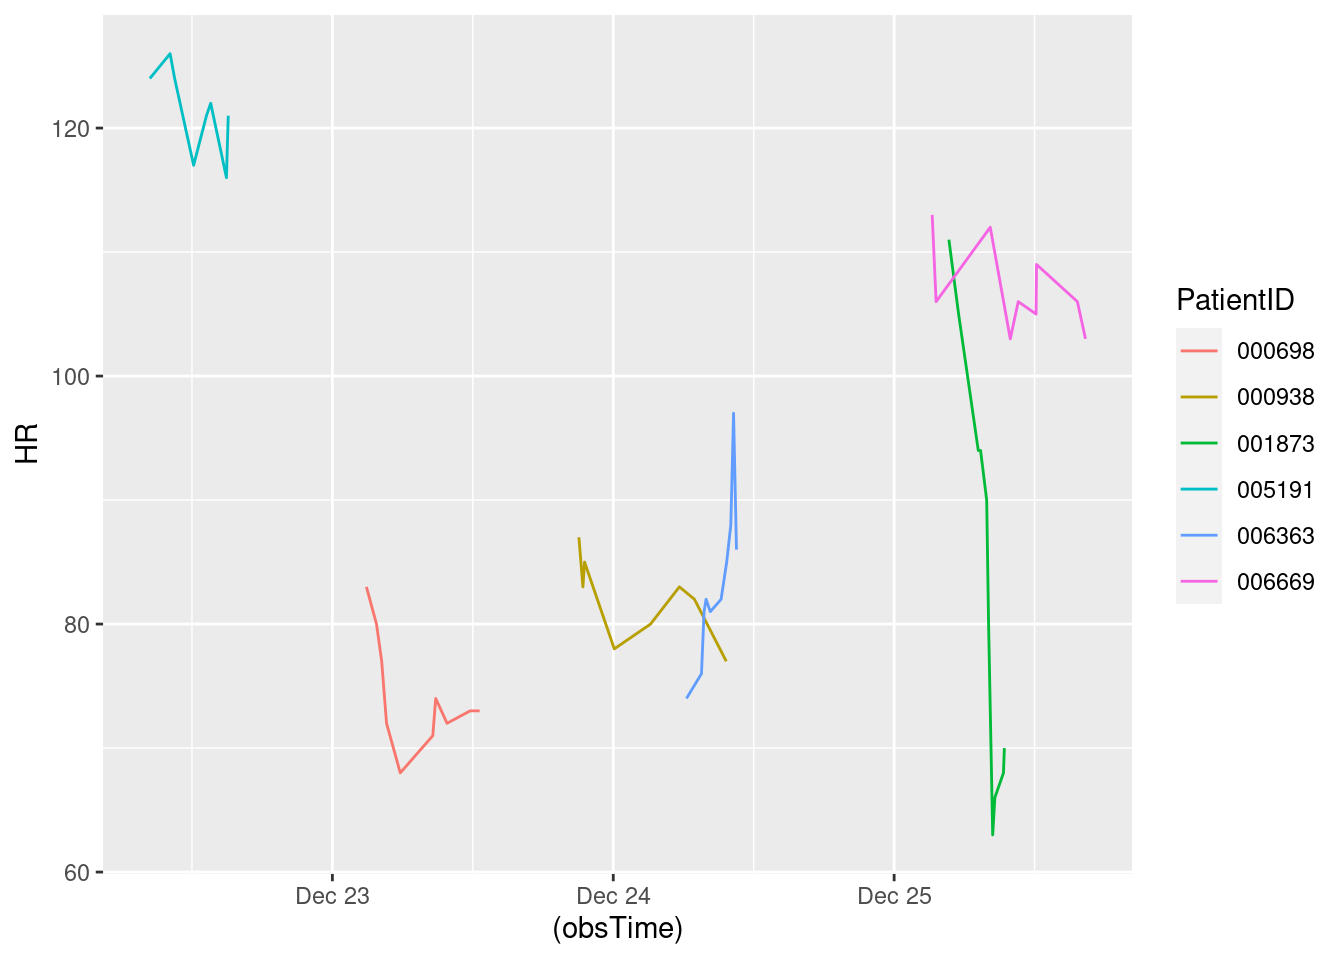 120
100
80
60
HR
Dec 23
Dec 24
Dec 25
(obsTime)
PatientID
000698
000938
001873
005191
006363
006669